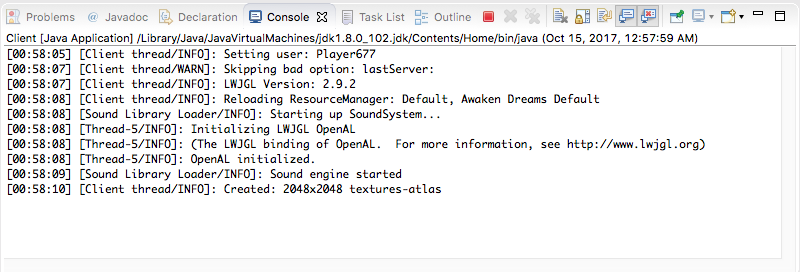 Problems @ Javadoc Declaration Console Task List Outline
Client [Java Application] /Library/Java/JavaVirtualMachines/jdk1.8.0_102.jdk/Contents/Home/bin/java (Oct 15, 2017, 12:57:59 AM)
[00:58:05] [Client thread/INFO]: Setting user: Player677
[00:58:07] [Client thread/WARN]: Skipping bad option: lastServer:
[00:58:07] [Client thread/INFO]: LWJGL Version: 2.9.2
[00:58:08] [Client thread/INFO]: Reloading ResourceManager: Default, Awaken Dreams Default
[00:58:08] [Sound Library Loader/INFO]: Starting up SoundSystem...
[00:58:08] [Thread-5/INFO]: Initializing LWJGL OpenAL
[00:58:08] [Thread-5/INFO]: (The LWJGL binding of OpenAL.  For more information, see http://www.lwjgl.org)
[00:58:08] [Thread-5/INFO]: OpenAL initialized.
[00:58:09] [Sound Library Loader/INFO]: Sound engine started
[00:58:10] [Client thread/INFO]: Created: 2048x2048 textures-atlas